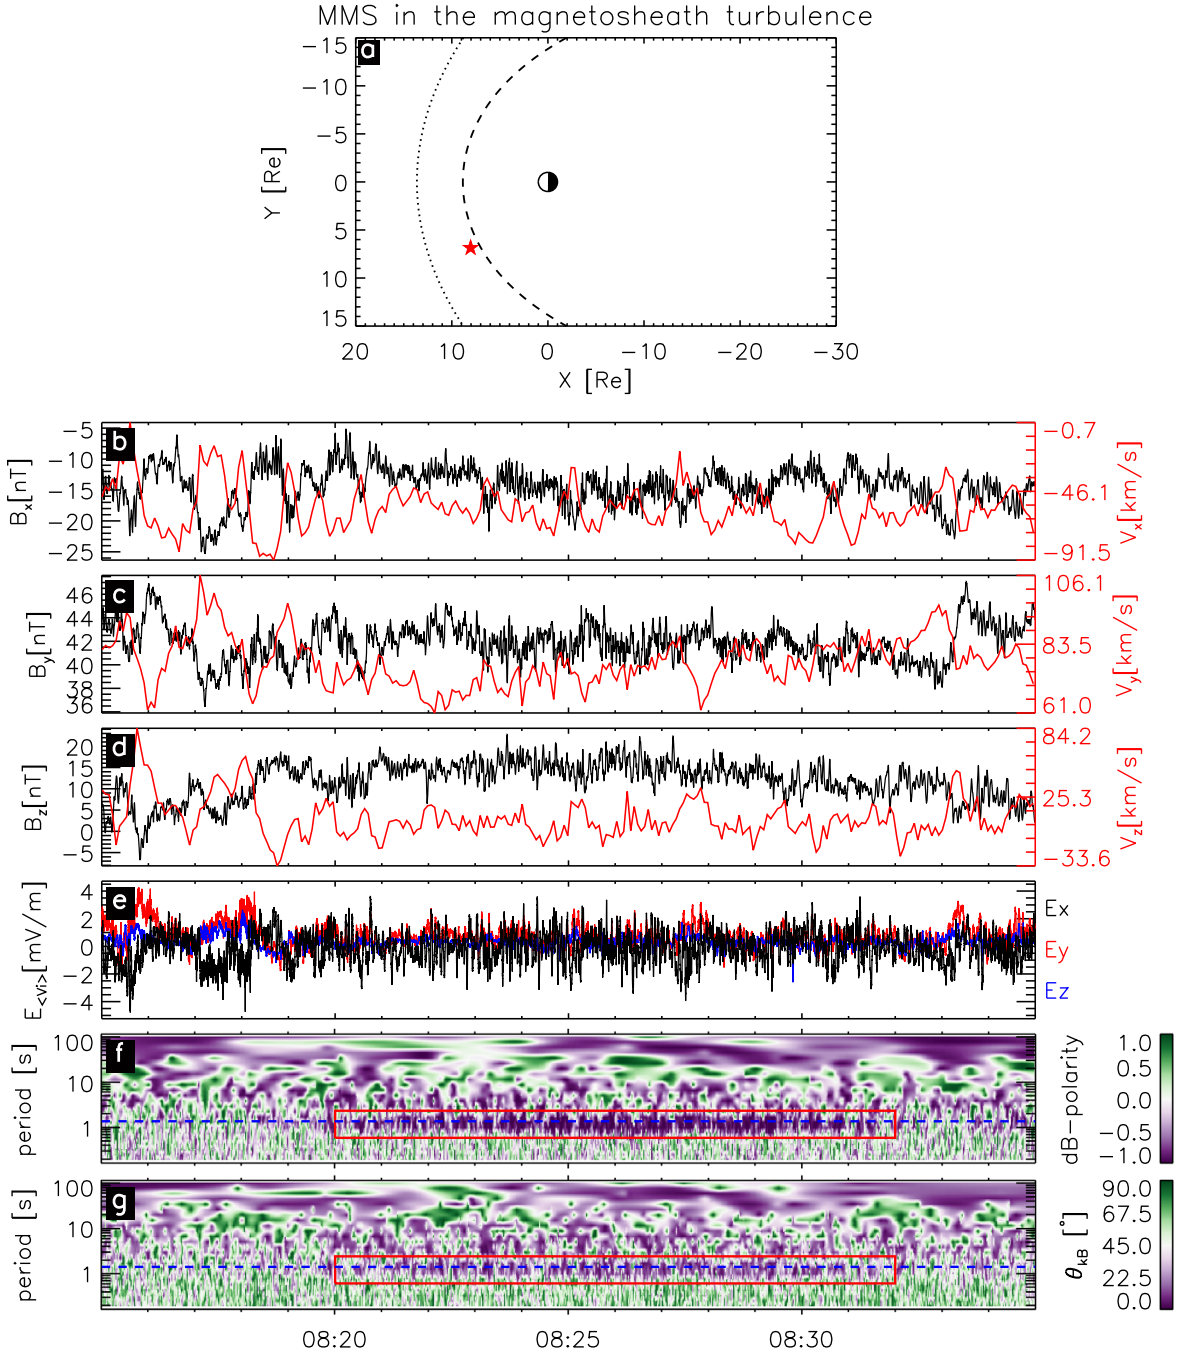 MMS in the magnetosheath turbulence
a
−15
−10
−5
0
5
10
15
Y [Re]
20 10 0 −10 −20 −30
X [Re]
b
−5
−10
−15
−20
−25
Bx[nT]
−0.7
−46.1
−91.5
Vx[km/s]
c
46
44
42
40
38
36
By[nT]
106.1
83.5
61.0
Vy[km/s]
d
20
15
10
5
0
−5
Bz[nT]
84.2
25.3
−33.6
Vz[km/s]
e
4
2
0
−2
−4
E<vi>[mV/m]
Ex
Ey
Ez
f
100
10
1
period [s]
dB−polarity
1.0
0.5
0.0
−0.5
−1.0
g
100
10
1
period [s]
θkB [°]
90.0
67.5
45.0
22.5
0.0
08:20 08:25 08:30